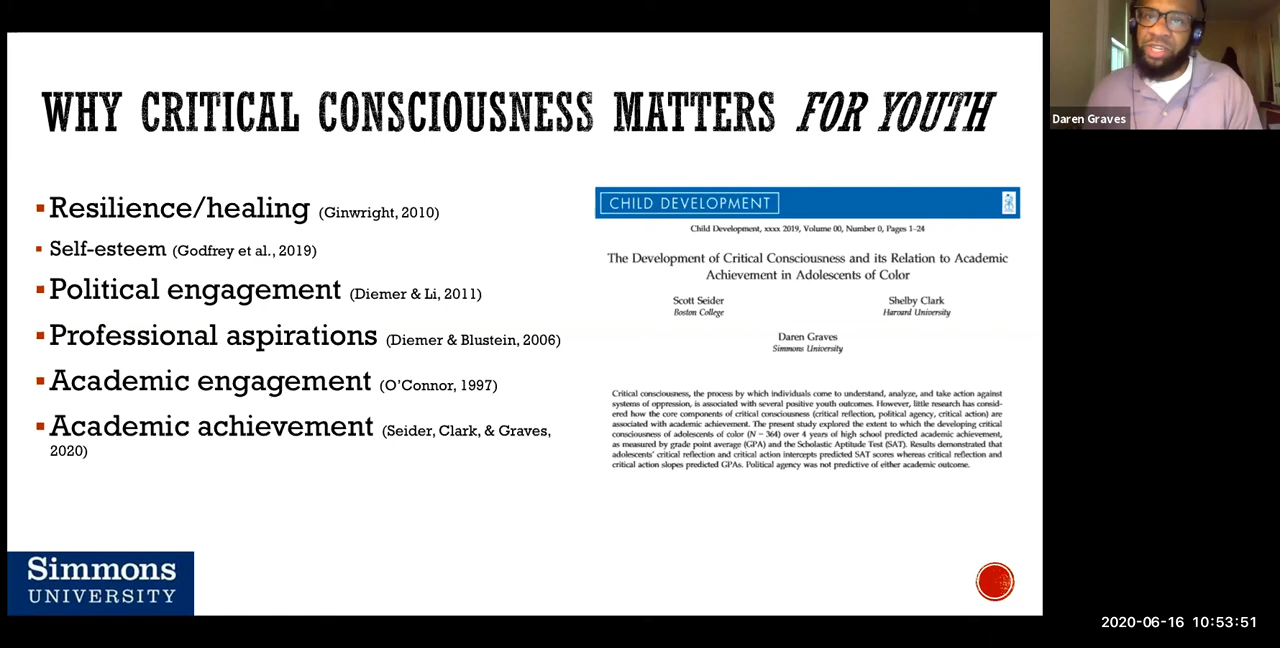 WHY CRITICAL CONSCIOUSNESS MATTERS FOR YOUTH
Resilience/healing (Ginwright, 2010)
Self-esteem (Godfrey et al., 2019)
Political engagement (Diemer & Li, 2011)
Professional aspirations (Diemer & Blustein, 2006)
Academic engagement (O'Connor, 1997)
Academic achievement (Seider, Clark, & Graves,
2020)
CHILD DEVELOPMENT
Child Development, xxxx 2019, Volume 00, Number 0, Pages 1–24
The Development of Critical Consciousness and its Relation to Academic
Achievement in Adolescents of Color
Scott Seider
Boston College
Shelby Clark
Harvard University
Daren Graves
Simmons University
Critical consciousness, the process by which individuals come to understand, analyze, and take action against
systems of oppression, is associated with several positive youth outcomes. However, little research has consid-
ered how the core components of critical consciousness (critical reflection, political agency, critical action) are
associated with academic achievement. The present study explored the extent to which the developing critical
consciousness of adolescents of color (N = 364) over 4 years of high school predicted academic achievement,
as measured by grade point average (GPA) and the Scholastic Aptitude Test (SAT). Results demonstrated that
adolescents' critical reflection and critical action intercepts predicted SAT scores whereas critical reflection and
critical action slopes predicted GPAs. Political agency was not predictive of either academic outcome.
Simmons
UNIVERSITY
Daren Graves
2020-06-16 10:53:51